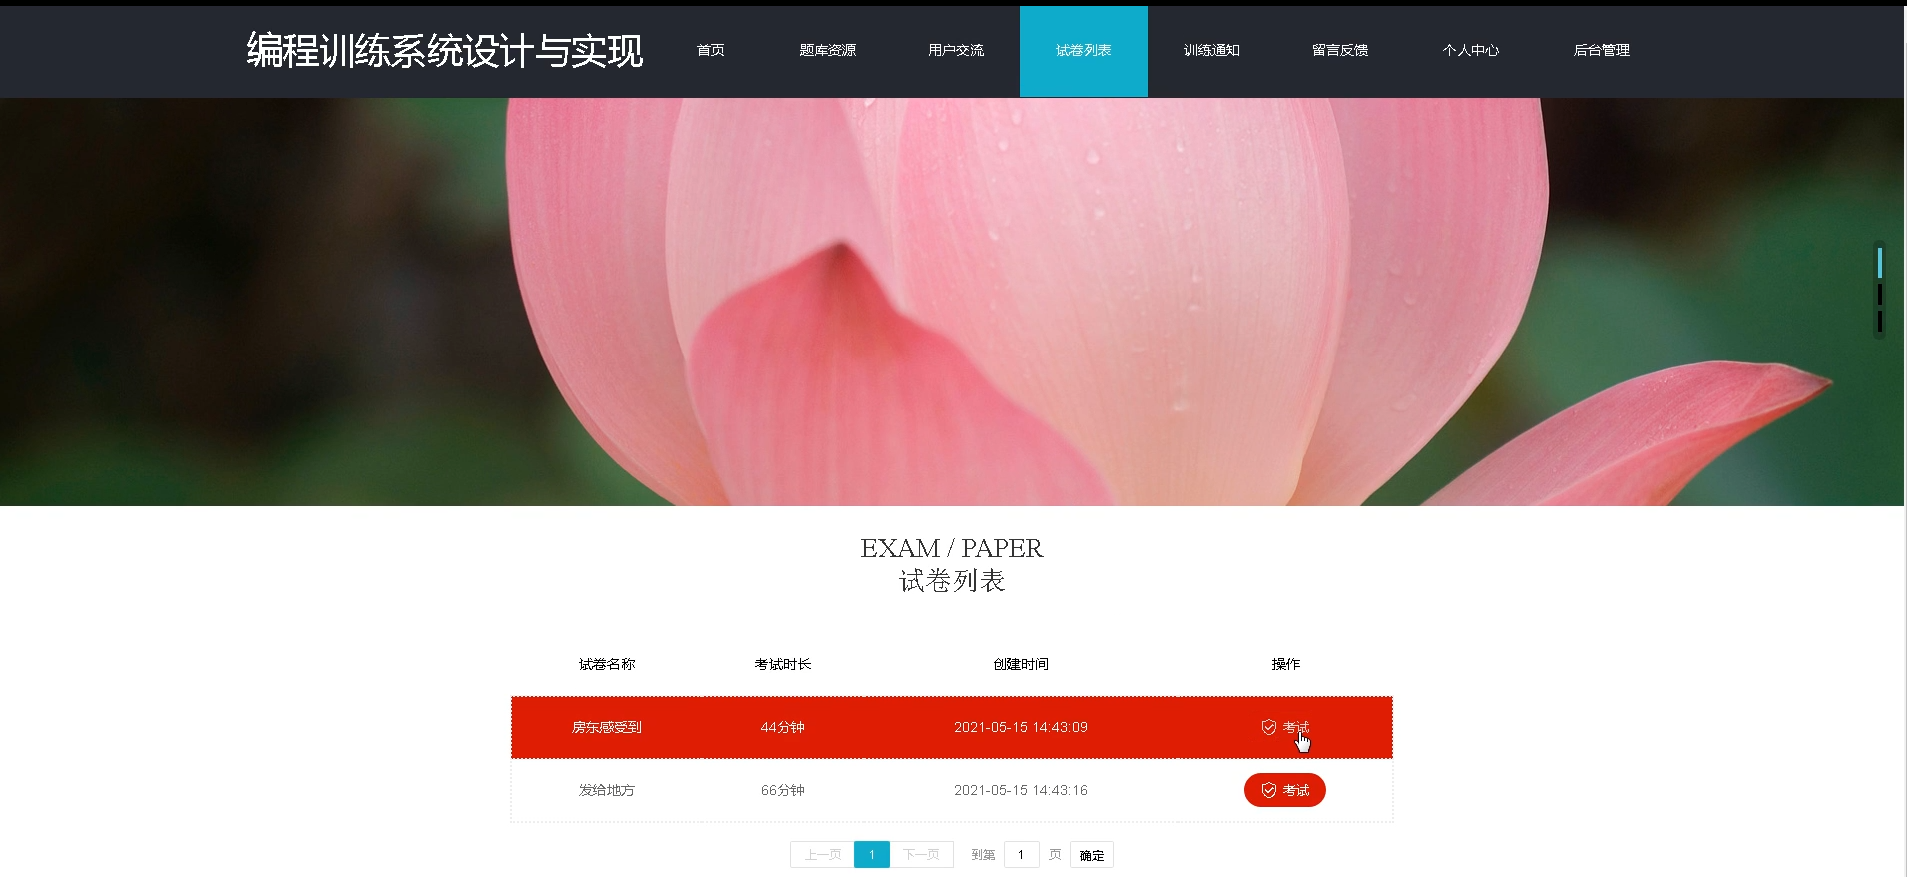 编程训练系统设计与实现 首页 题库资源 用户交流 试卷列表 训练通知 留言反馈 个人中心 后台管理
EXAM / PAPER
试卷列表
试卷名称 考试时长 创建时间 操作
房东感受到 44分钟 2021-05-15 14:43:09 考试
发给地方 66分钟 2021-05-15 14:43:16 考试
上一页 1 下一页 到第 1 页 确定